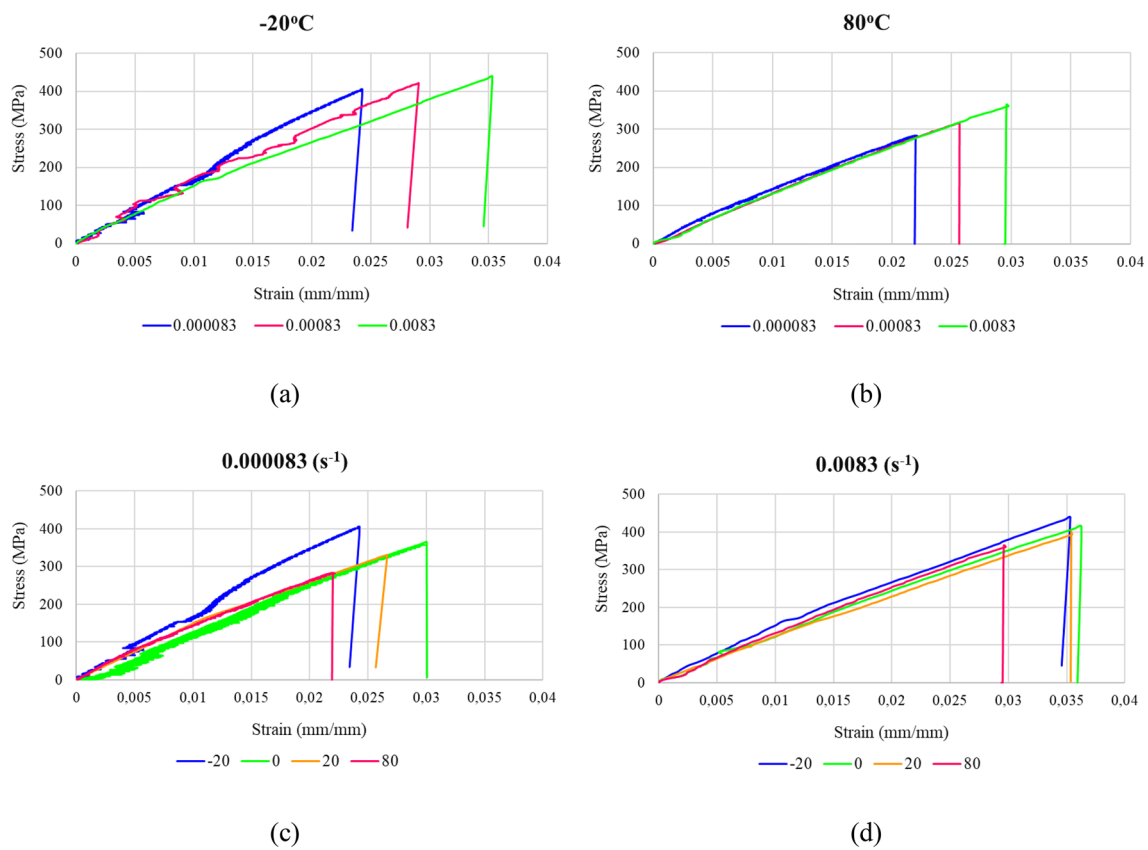 -20°C
500
400
300
200
100
0
Stress (MPa)
0 0.005 0.01 0.015 0.02 0.025 0.03 0.035 0.04
Strain (mm/mm)
0.000083 0.00083 0.0083
(a)
80°C
500
400
300
200
100
0
Stress (MPa)
0 0.005 0.01 0.015 0.02 0.025 0.03 0.035 0.04
Strain (mm/mm)
0.000083 0.00083 0.0083
(b)
0.000083 (s⁻¹)
500
400
300
200
100
0
Stress (MPa)
0 0.005 0.01 0.015 0.02 0.025 0.03 0.035 0.04
Strain (mm/mm)
-20 0 20 80
(c)
0.0083 (s⁻¹)
500
400
300
200
100
0
Stress (MPa)
0 0,005 0,01 0,015 0,02 0,025 0,03 0,035 0,04
Strain (mm/mm)
-20 0 20 80
(d)